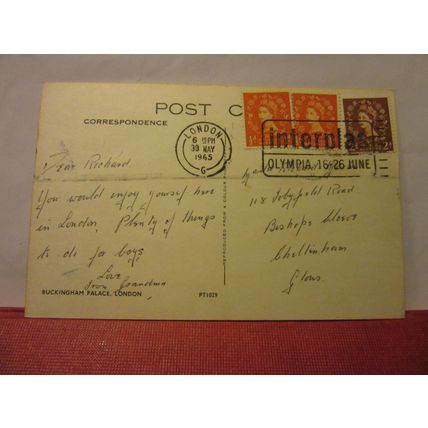 POST C
CORRESPONDENCE
LONDON
6 PM
30 MAY
1965
G
interplas
OLYMPIA 16-26 JUNE
Dear Richard.
You would enjoy yourself here
in London. Plenty of things
to do for boys
Love
from Grandma
118 Tobyfield Road
Bishops Cleeve
Cheltenham
Glos.
BUCKINGHAM PALACE, LONDON
PT1029